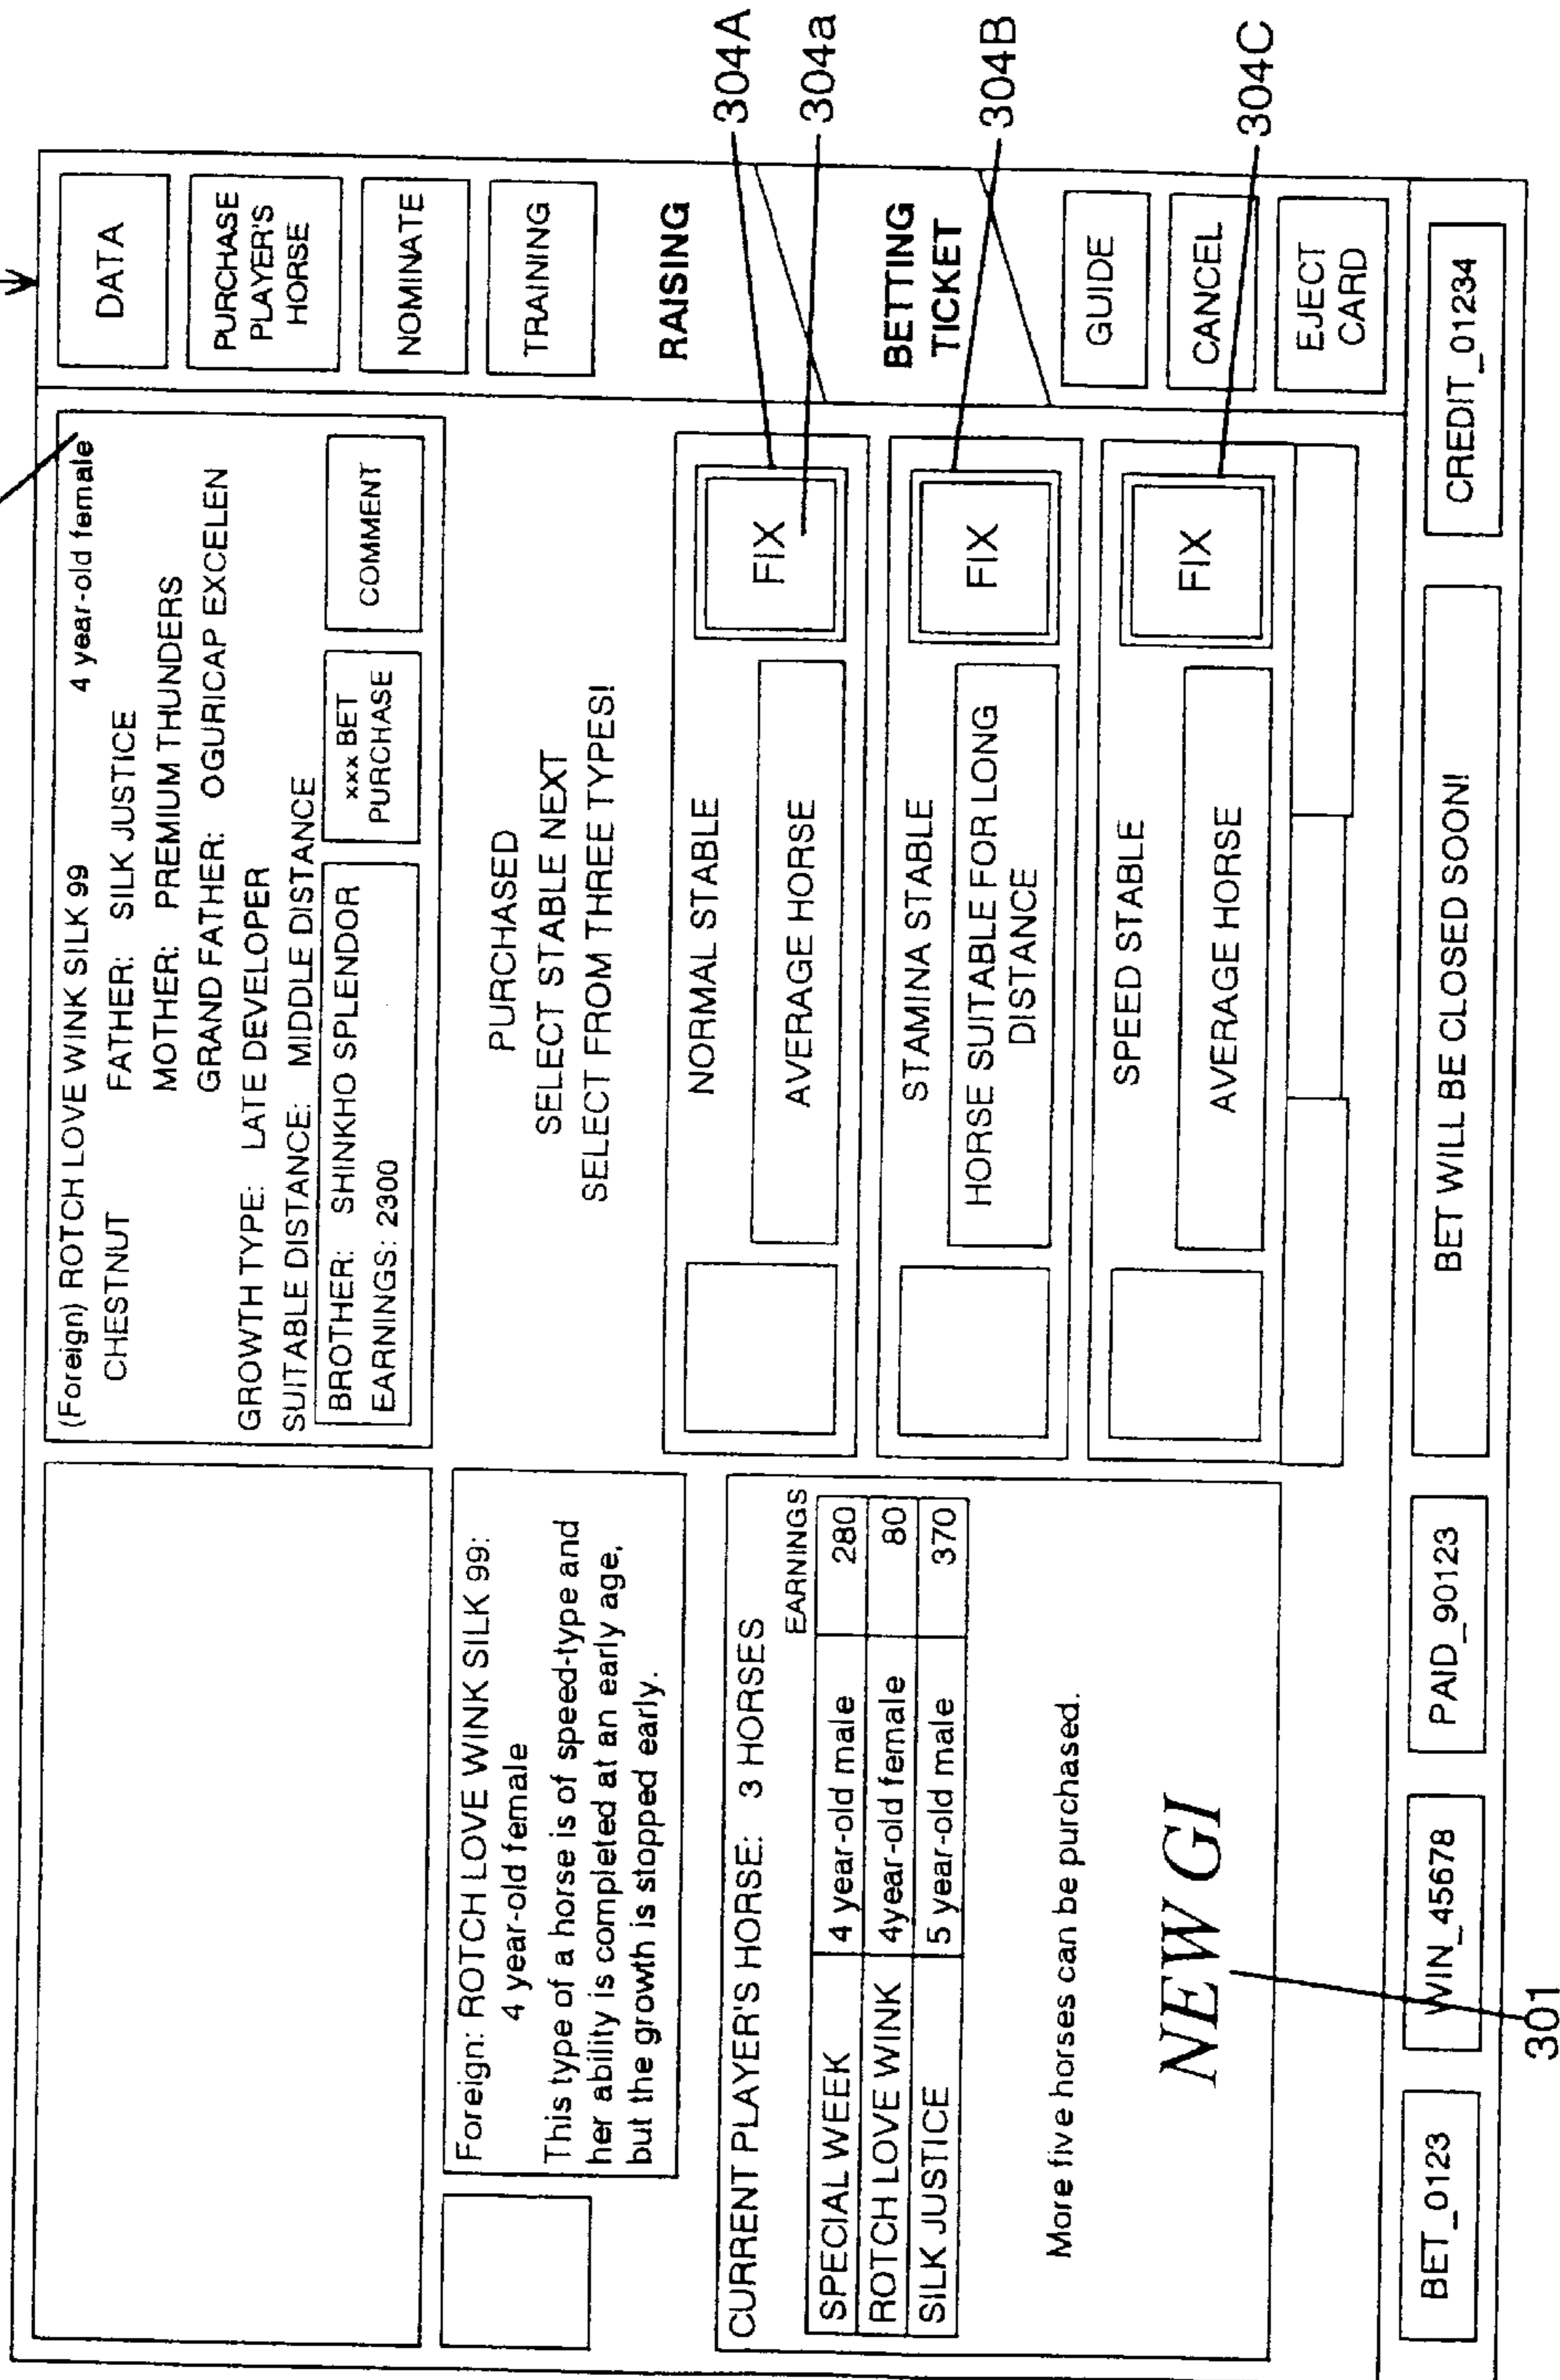 (Foreign) ROTCH LOVE WINK SILK 99 4 year-old female
CHESTNUT FATHER: SILK JUSTICE
MOTHER: PREMIUM THUNDERS
GRAND FATHER: OGURICAP EXCELEN
GROWTH TYPE: LATE DEVELOPER
SUITABLE DISTANCE: MIDDLE DISTANCE
BROTHER: SHINKHO SPLENDOR
EARNINGS: 2300
xxx BET
PURCHASE
COMMENT
DATA
PURCHASE
PLAYER'S
HORSE
NOMINATE
TRAINING
RAISING
BETTING
TICKET
GUIDE
CANCEL
EJECT
CARD
Foreign: ROTCH LOVE WINK SILK 99:
4 year-old female
This type of a horse is of speed-type and
her ability is completed at an early age,
but the growth is stopped early.
PURCHASED
SELECT STABLE NEXT
SELECT FROM THREE TYPES!
CURRENT PLAYER'S HORSE: 3 HORSES
EARNINGS
SPECIAL WEEK 4 year-old male 280
ROTCH LOVE WINK 4year-old female 80
SILK JUSTICE 5 year-old male 370
More five horses can be purchased.
NEW GI
NORMAL STABLE
AVERAGE HORSE
FIX
STAMINA STABLE
HORSE SUITABLE FOR LONG
DISTANCE
FIX
SPEED STABLE
AVERAGE HORSE
FIX
304A
304a
304B
304C
BET_0123
WIN_45678
PAID_90123
BET WILL BE CLOSED SOON!
CREDIT_01234
301